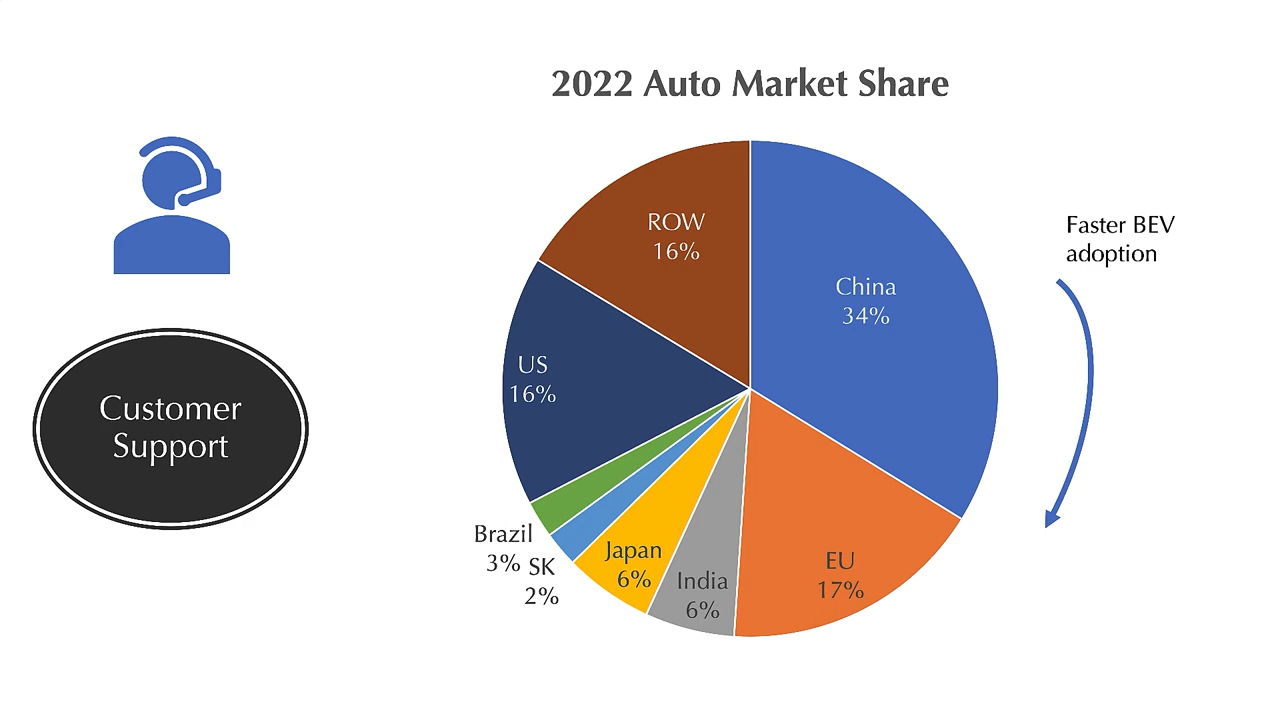 2022 Auto Market Share
Customer
Support
ROW
16%
China
34%
US
16%
Brazil
3%
SK
2%
Japan
6%
India
6%
EU
17%
Faster BEV
adoption